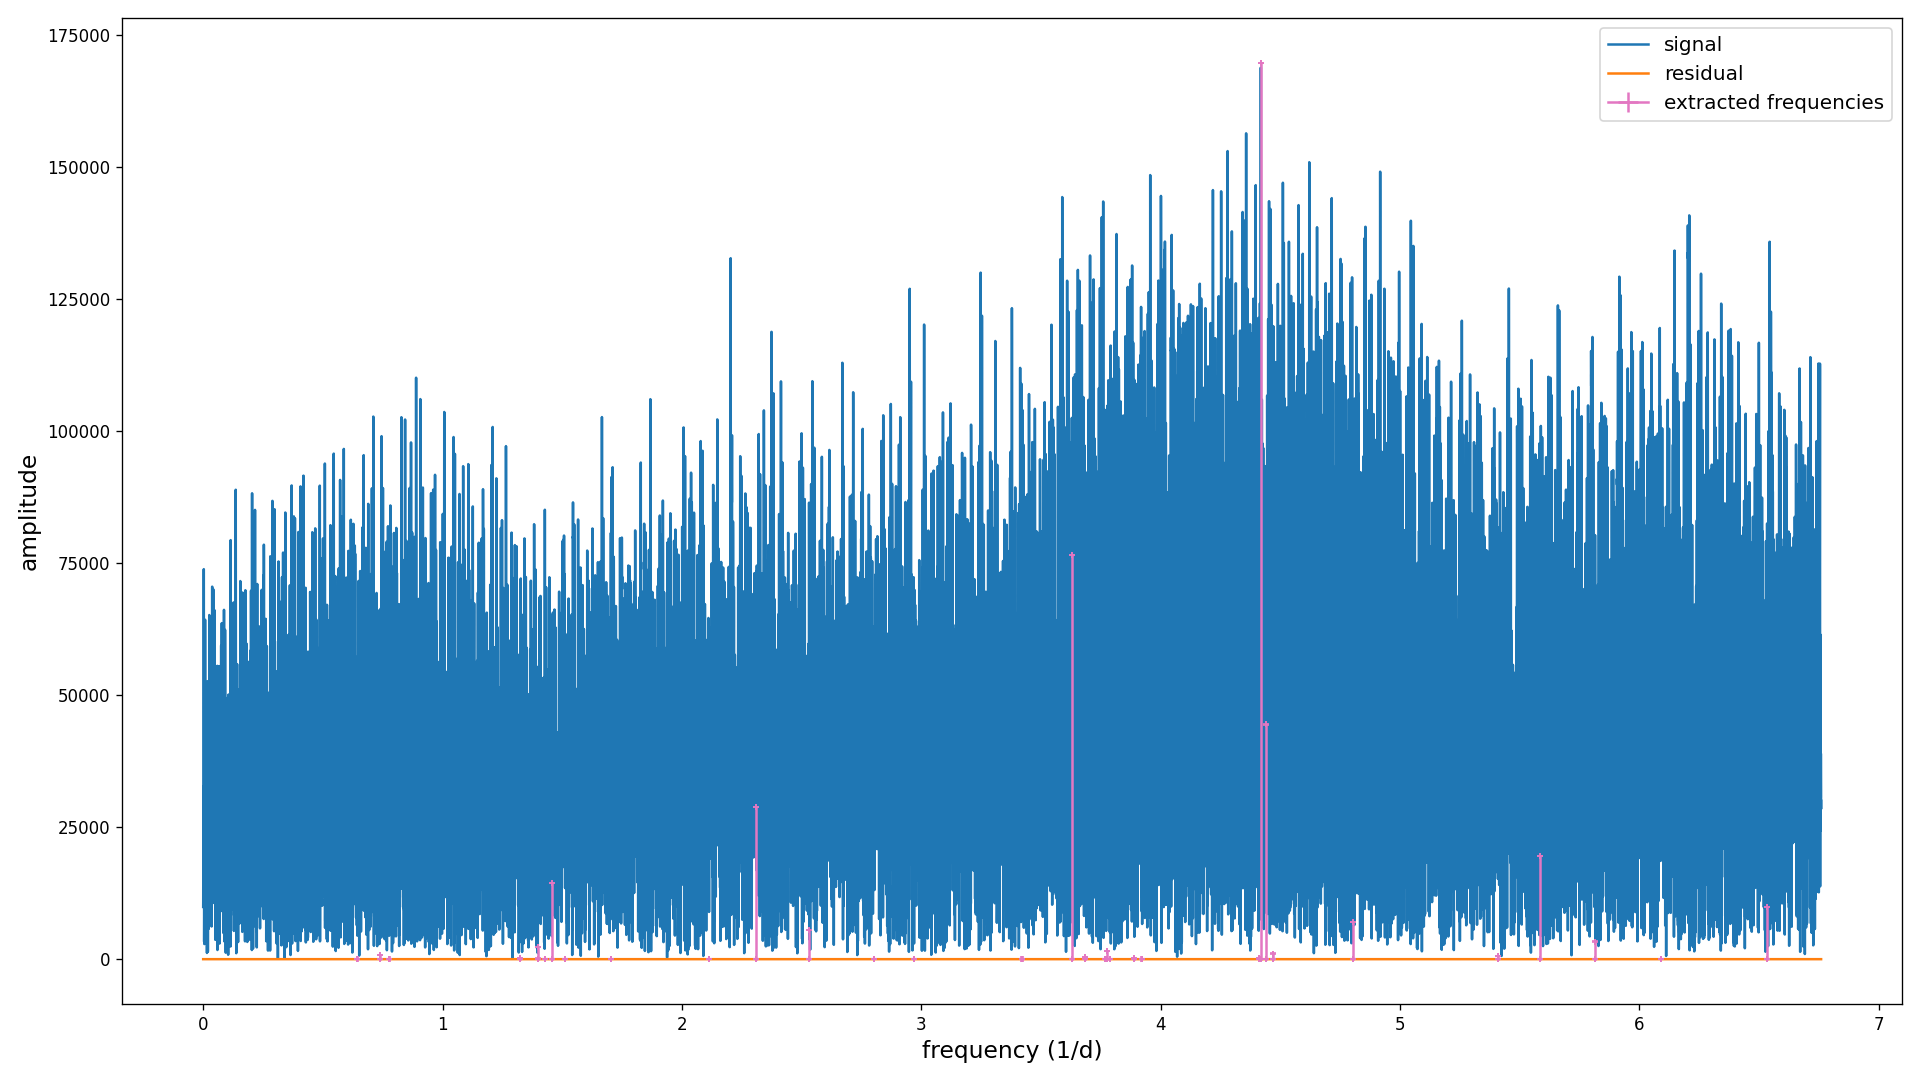 175000
150000
125000
100000
75000
50000
25000
0
amplitude
0 1 2 3 4 5 6 7
frequency (1/d)
signal
residual
extracted frequencies